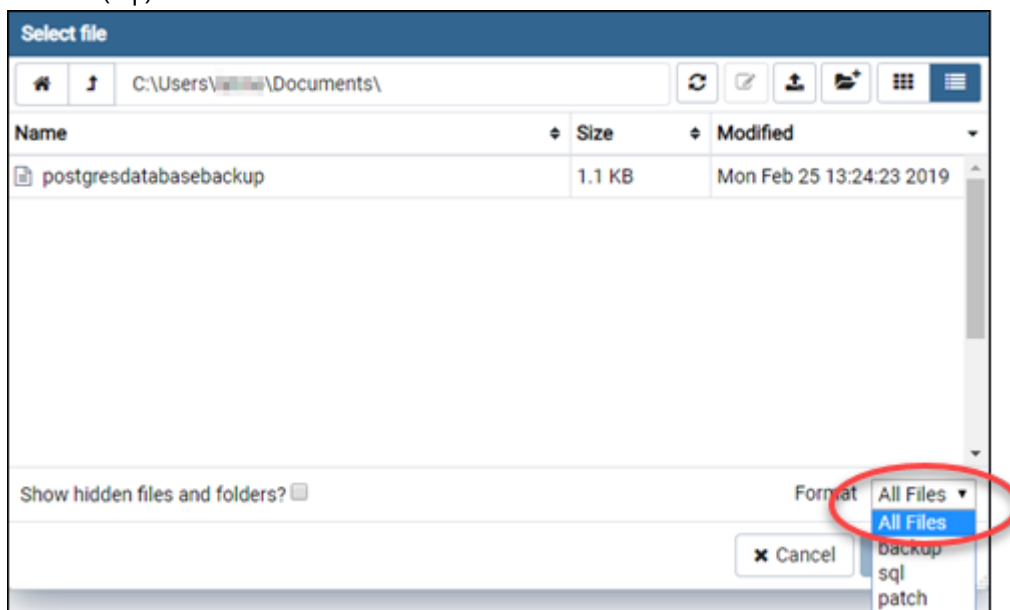 Select file
C:\Users\ \Documents\
Name Size Modified
postgresdatabasebackup 1.1 KB Mon Feb 25 13:24:23 2019
Show hidden files and folders? Format All Files
All Files
backup
Cancel
sql
patch